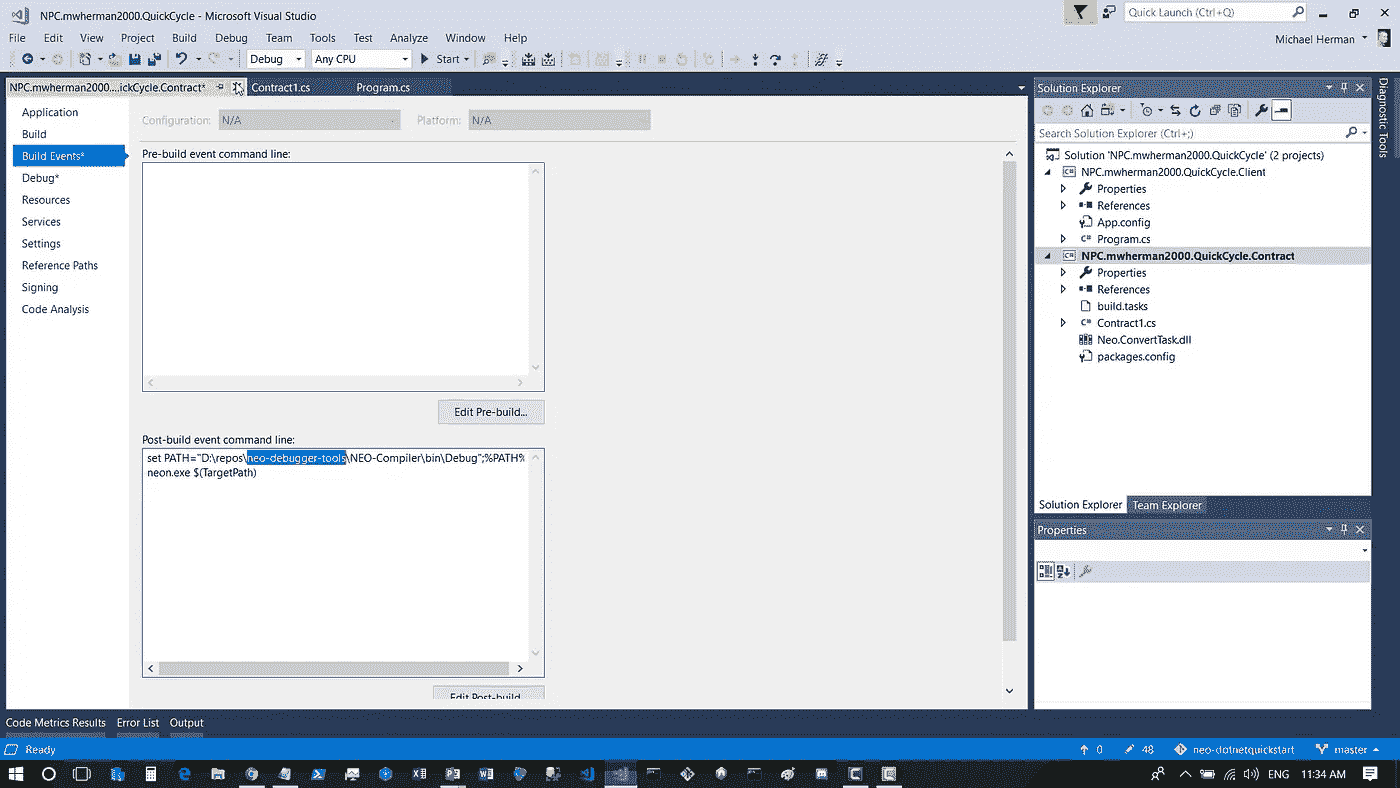 NPC.mwherman2000.QuickCycle - Microsoft Visual Studio
Quick Launch (Ctrl+Q)
File Edit View Project Build Debug Team Tools Test Analyze Window Help
Michael Herman
Debug Any CPU Start
NPC.mwherman2000....ickCycle.Contract* Contract1.cs Program.cs
Application
Build
Build Events*
Debug*
Resources
Services
Settings
Reference Paths
Signing
Code Analysis
Configuration: N/A Platform: N/A
Pre-build event command line:
Edit Pre-build...
Post-build event command line:
set PATH="D:\repos\neo-debugger-tools\NEO-Compiler\bin\Debug";%PATH%
neon.exe $(TargetPath)
Edit Post-build
Solution Explorer
Search Solution Explorer (Ctrl+;)
Solution 'NPC.mwherman2000.QuickCycle' (2 projects)
NPC.mwherman2000.QuickCycle.Client
Properties
References
App.config
Program.cs
NPC.mwherman2000.QuickCycle.Contract
Properties
References
build.tasks
Contract1.cs
Neo.ConvertTask.dll
packages.config
Solution Explorer Team Explorer
Properties
Diagnostic Tools
Code Metrics Results Error List Output
Ready
0 48 neo-dotnetquickstart master
ENG 11:34 AM